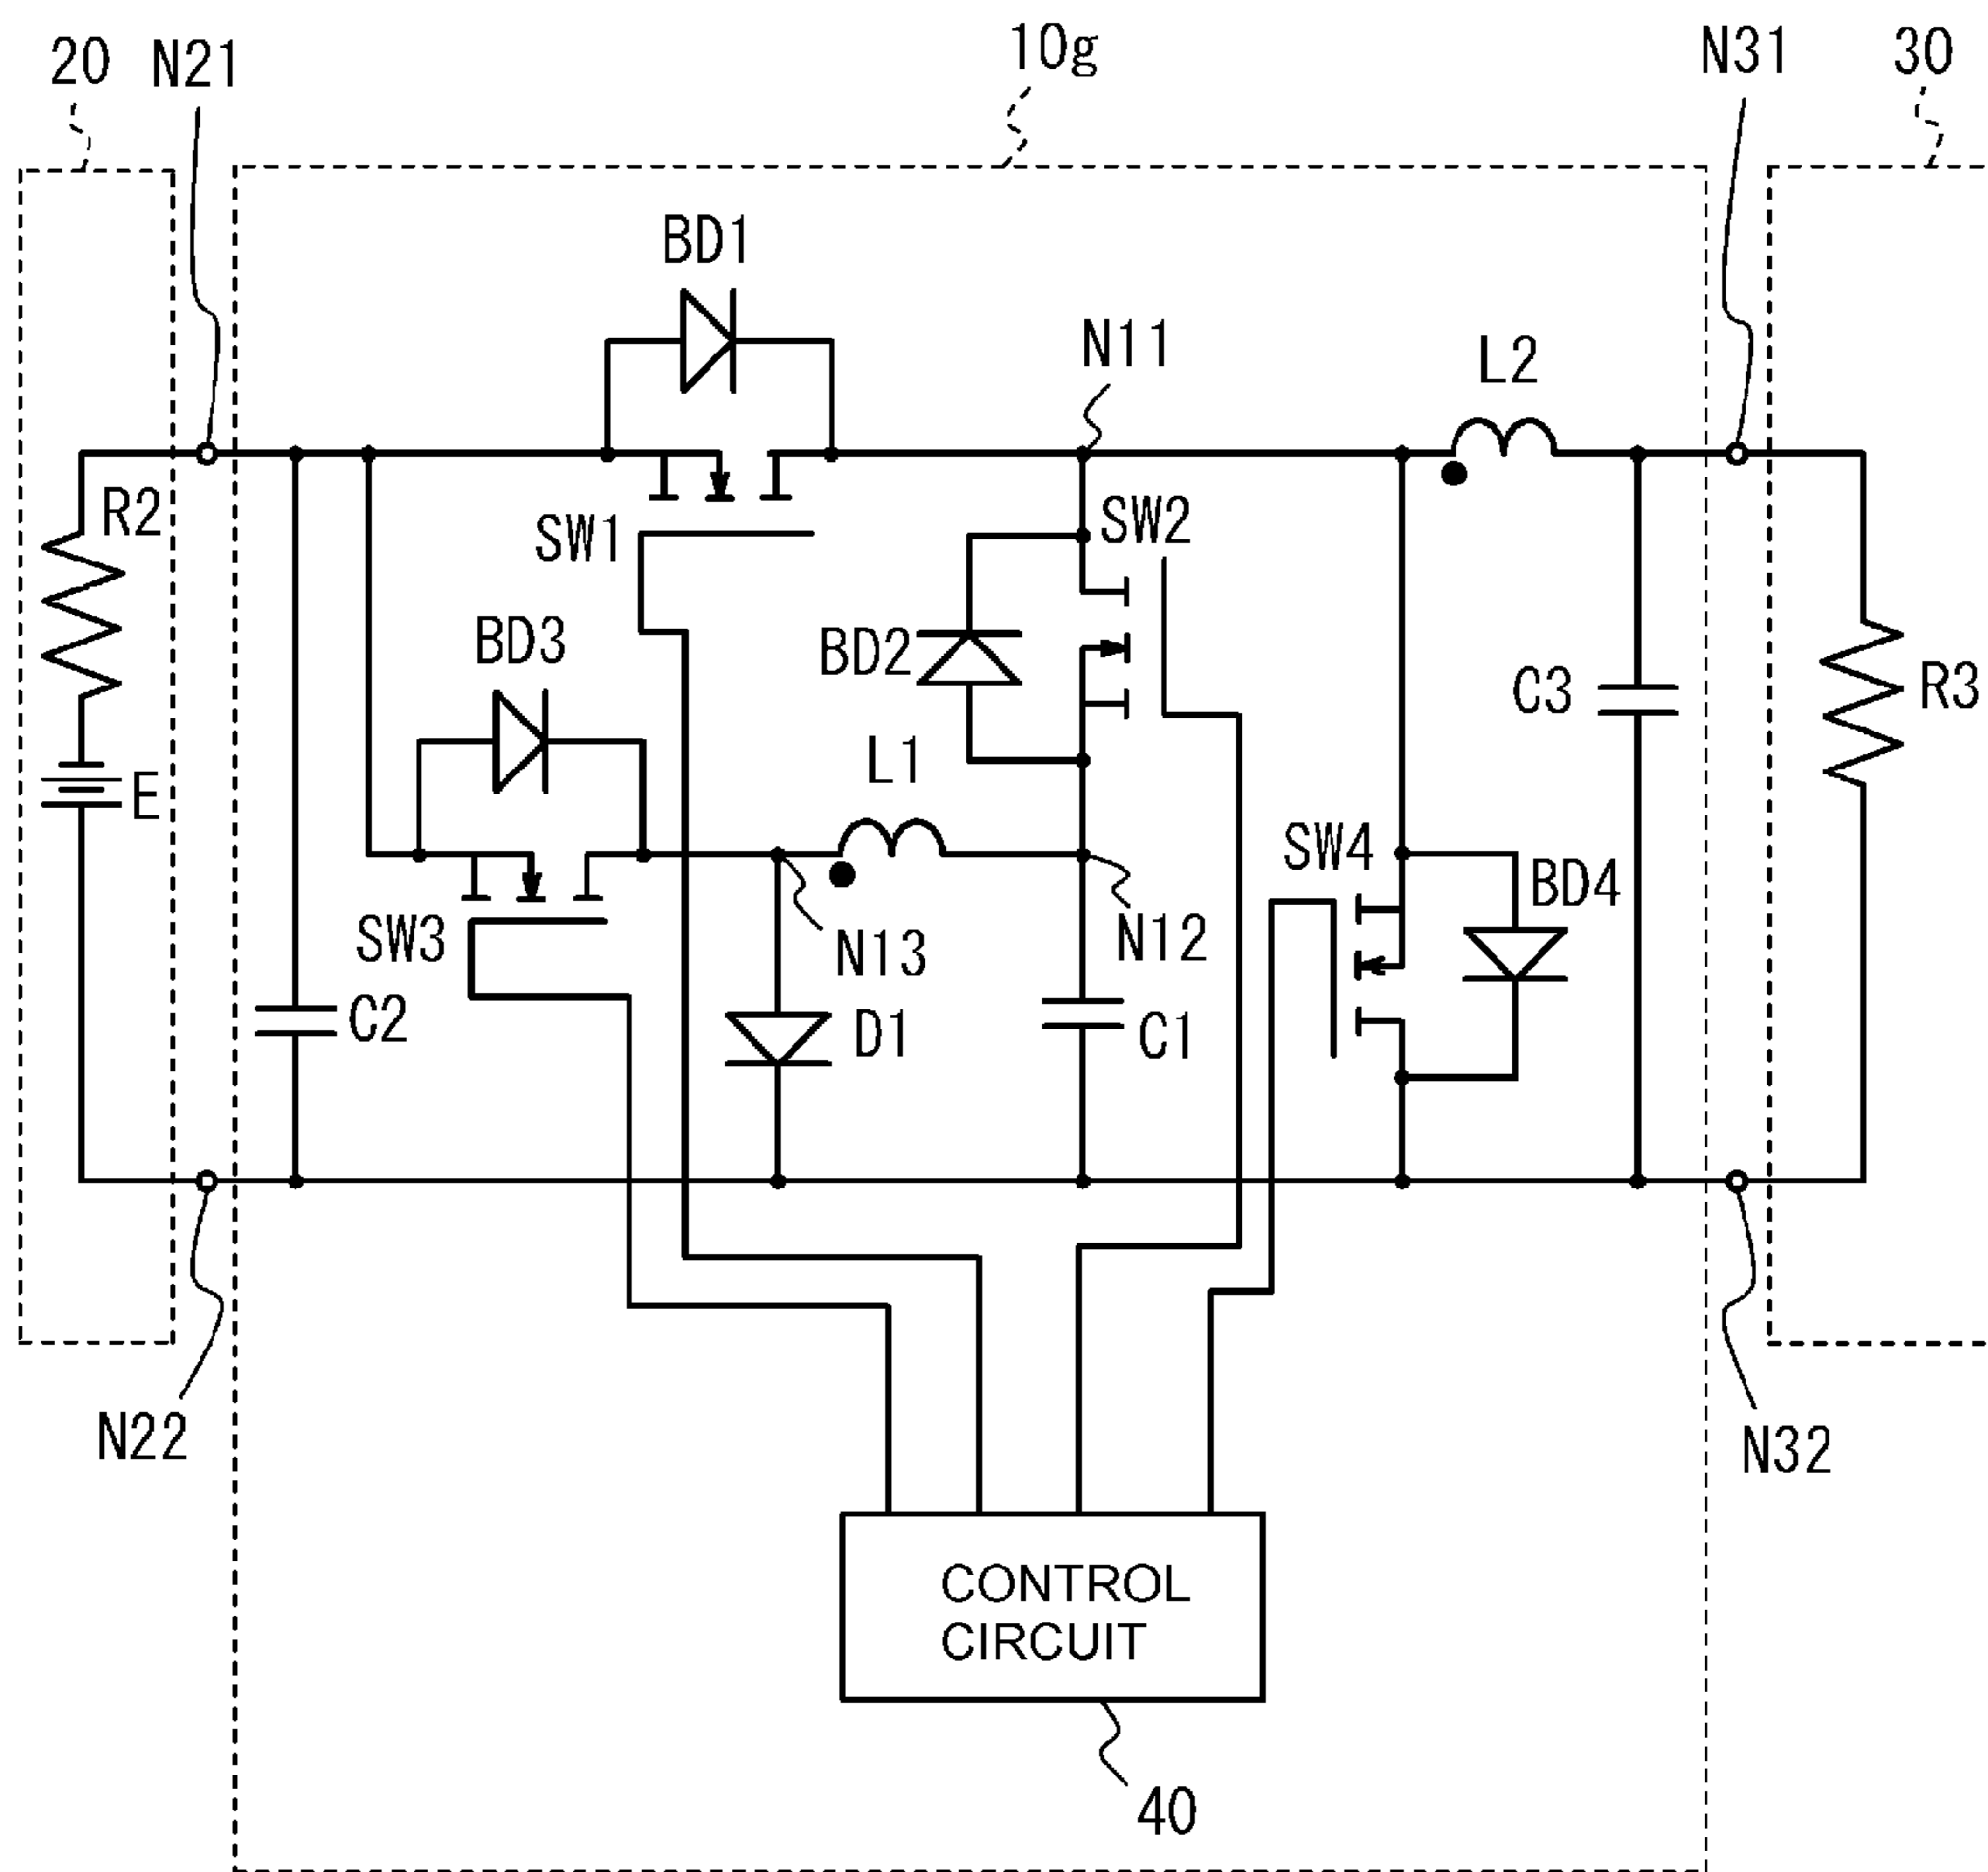 20
N21
10g
N31
30
BD1
N11
L2
R2
SW1
SW2
BD3
BD2
C3
R3
L1
E
SW4
BD4
SW3
N13
N12
C2
D1
C1
N22
N32
CONTROL
CIRCUIT
40